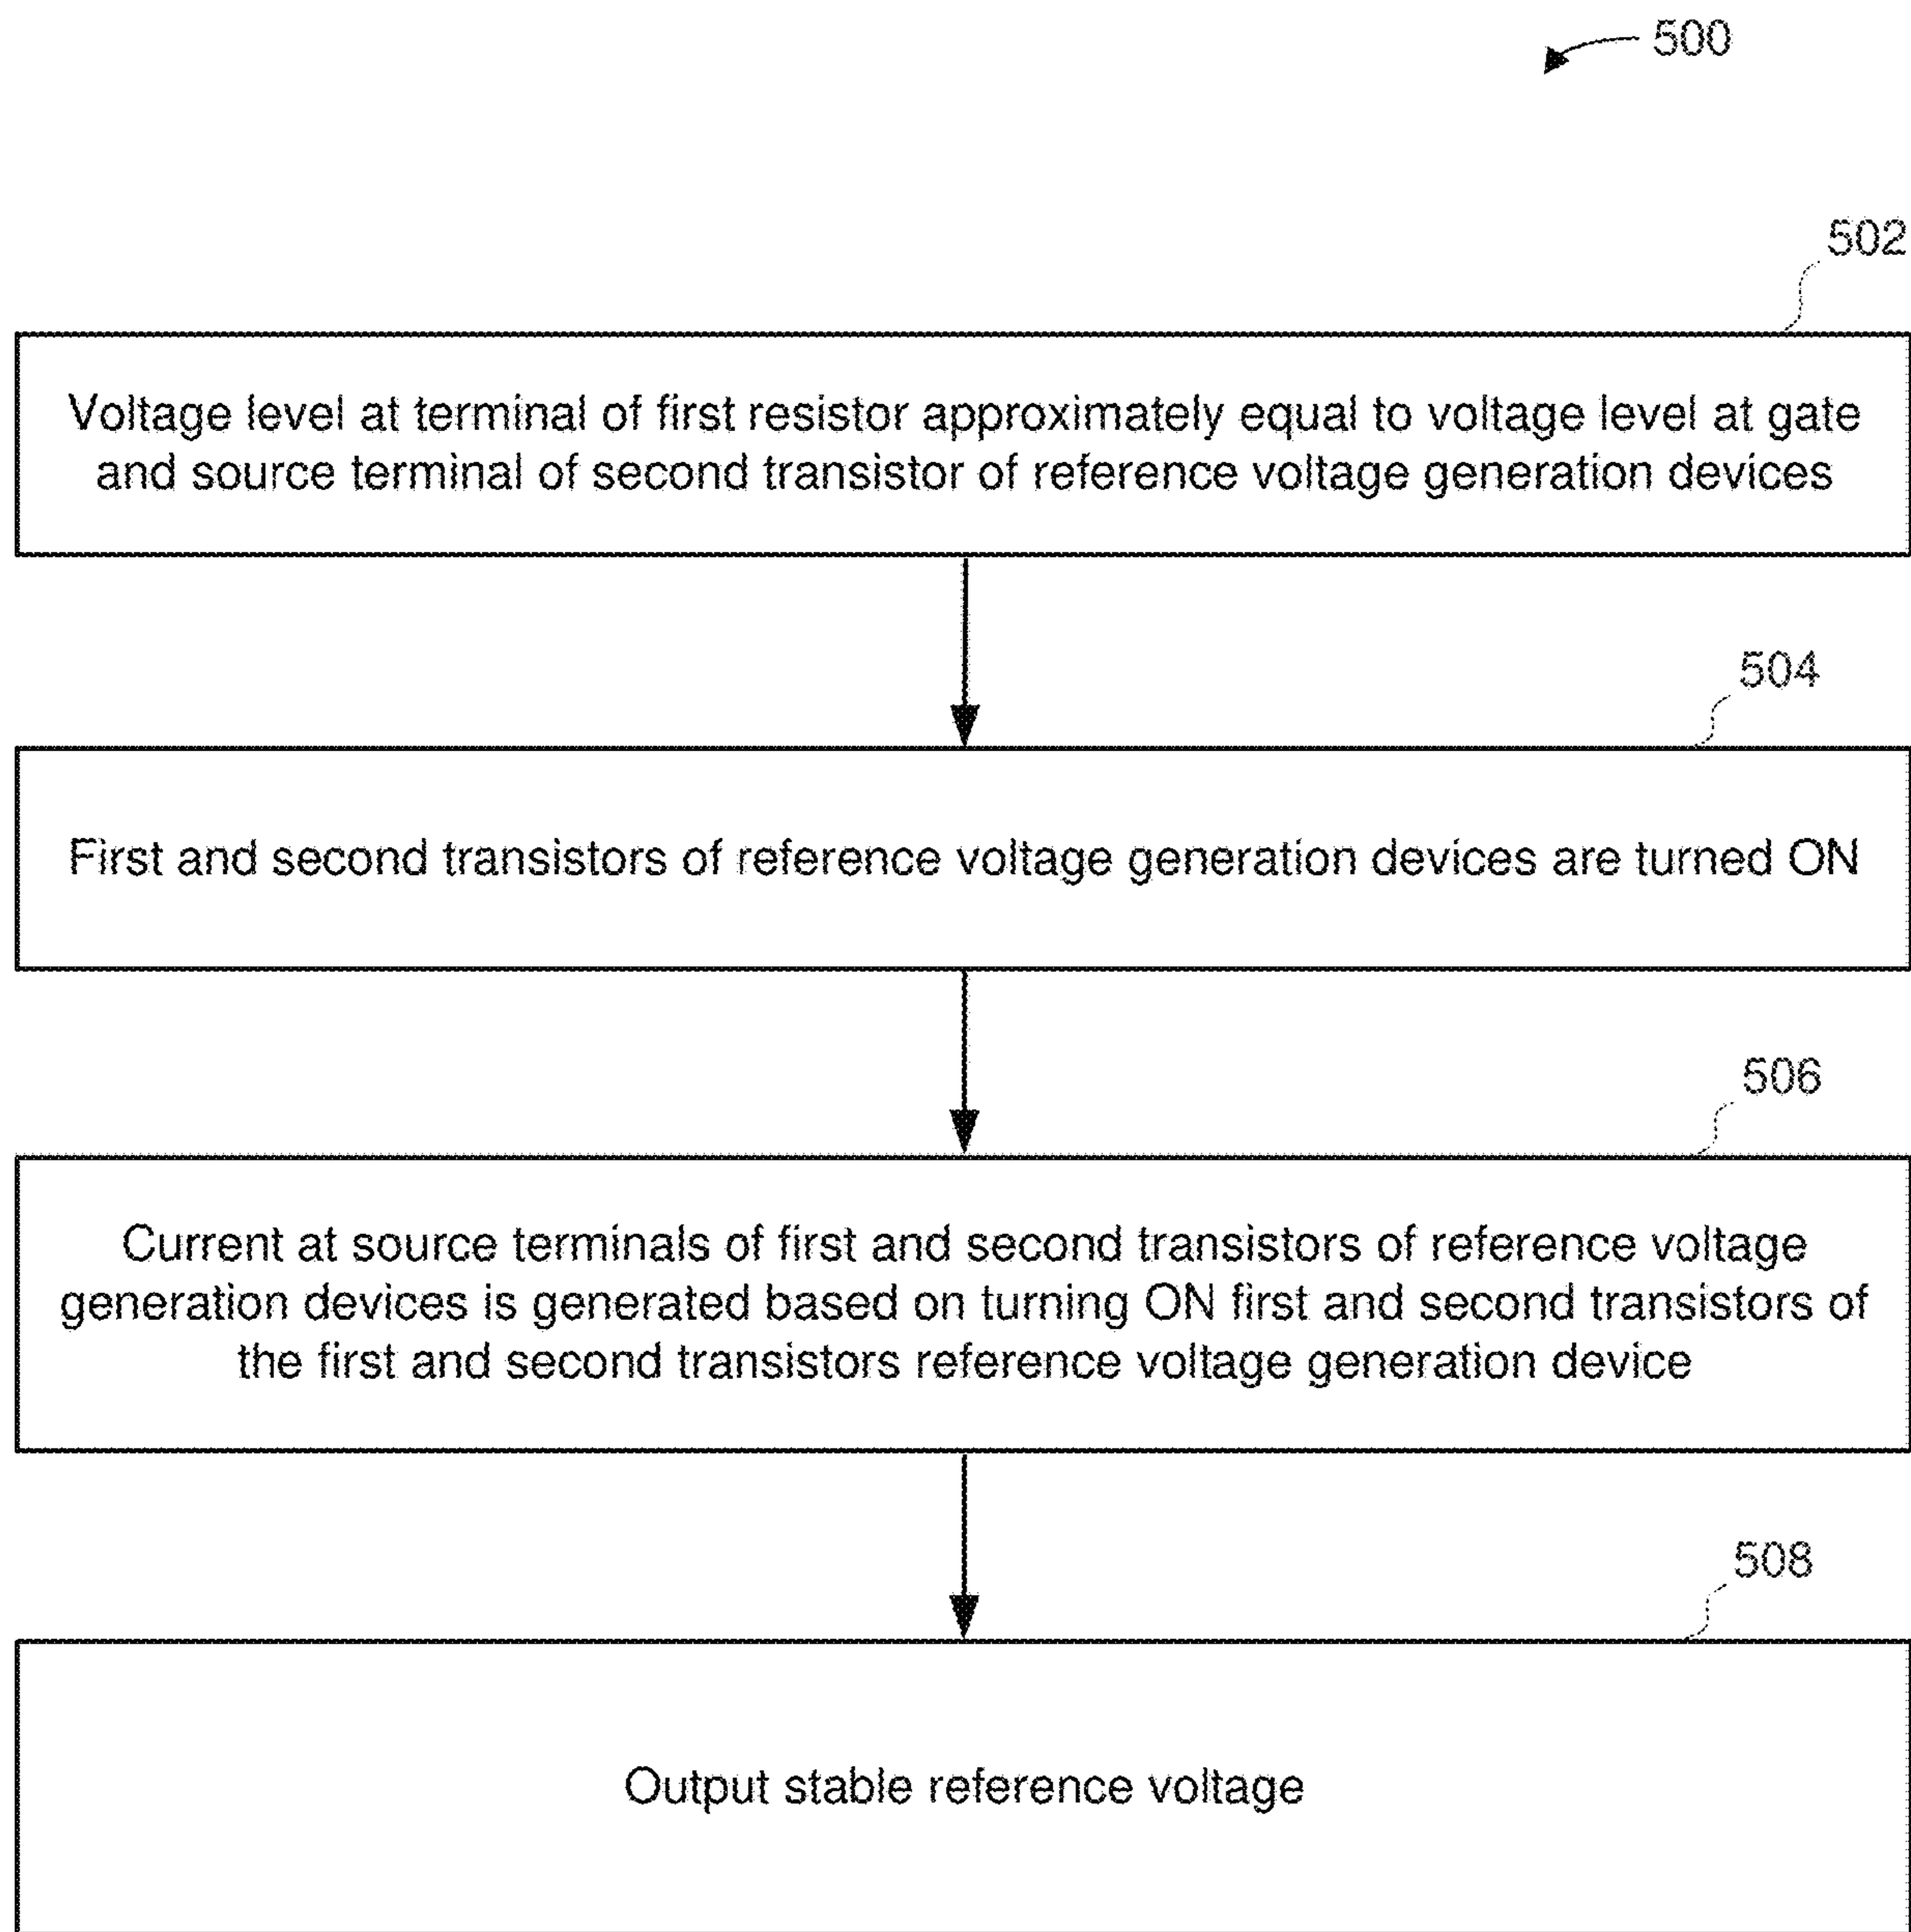 500
502
Voltage level at terminal of first resistor approximately equal to voltage level at gate
and source terminal of second transistor of reference voltage generation devices
504
First and second transistors of reference voltage generation devices are turned ON
506
Current at source terminals of first and second transistors of reference voltage
generation devices is generated based on turning ON first and second transistors of
the first and second transistors reference voltage generation device
508
Output stable reference voltage